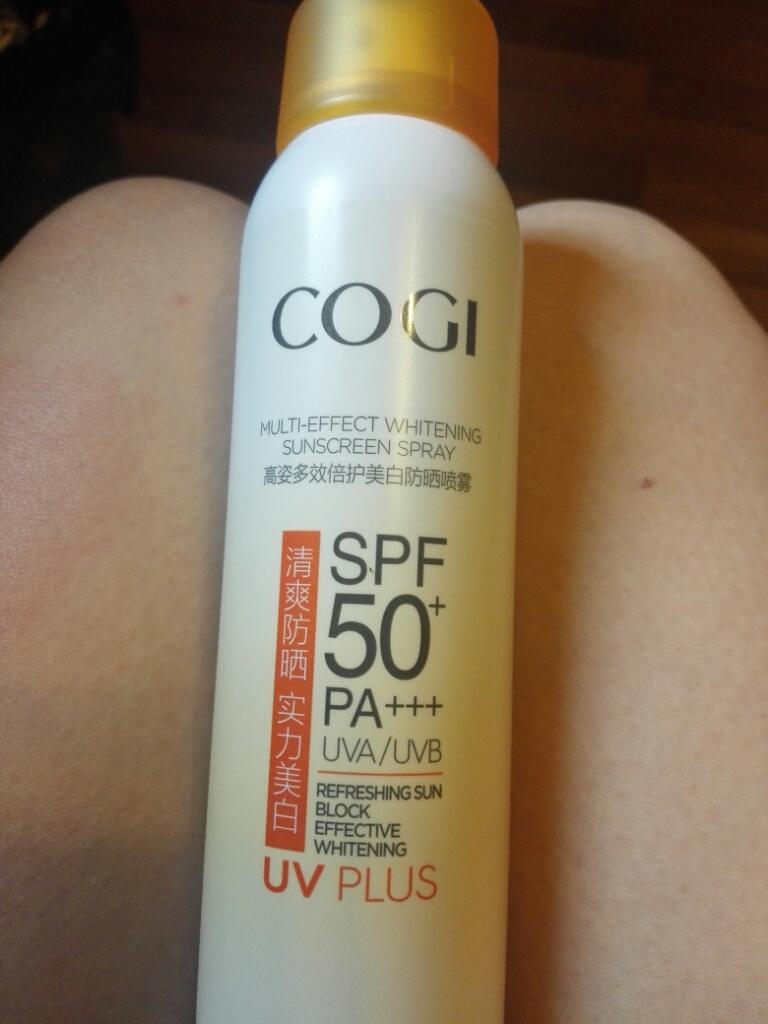 COGI
MULTI-EFFECT WHITENING
SUNSCREEN SPRAY
高姿多效倍护美白防晒喷雾
清爽防晒 实力美白
SPF
50+
PA+++
UVA/UVB
REFRESHING SUN
BLOCK
EFFECTIVE
WHITENING
UV PLUS